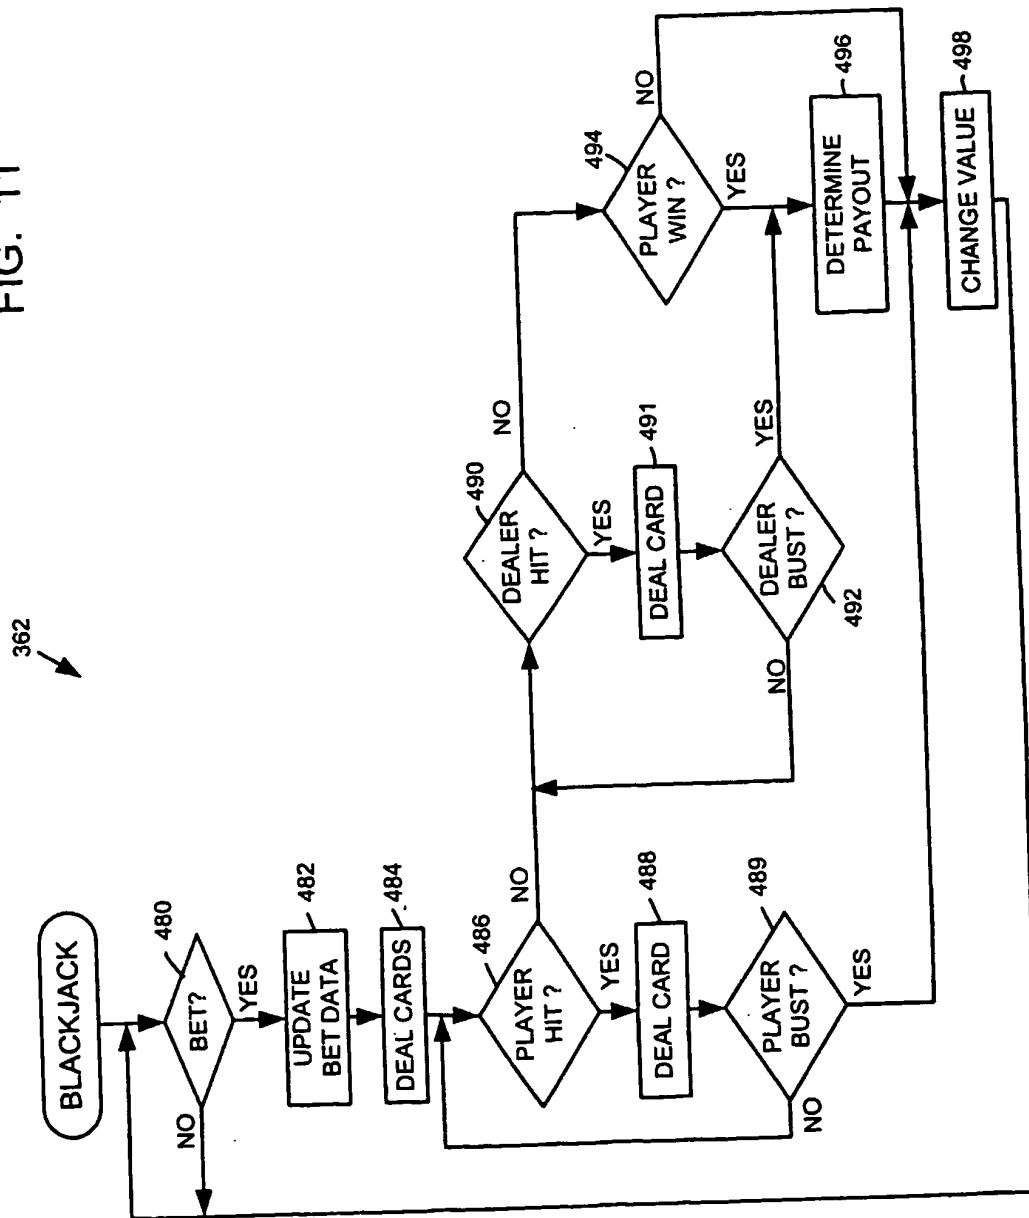 FIG. 11
362
BLACKJACK
480
BET?
NO
YES
482
UPDATE
BET DATA
484
DEAL CARDS
486
PLAYER
HIT ?
NO
YES
488
DEAL CARD
489
PLAYER
BUST ?
NO
YES
490
DEALER
HIT ?
NO
YES
491
DEAL CARD
DEALER
BUST ?
492
NO
YES
494
PLAYER
WIN ?
NO
YES
496
DETERMINE
PAYOUT
498
CHANGE VALUE